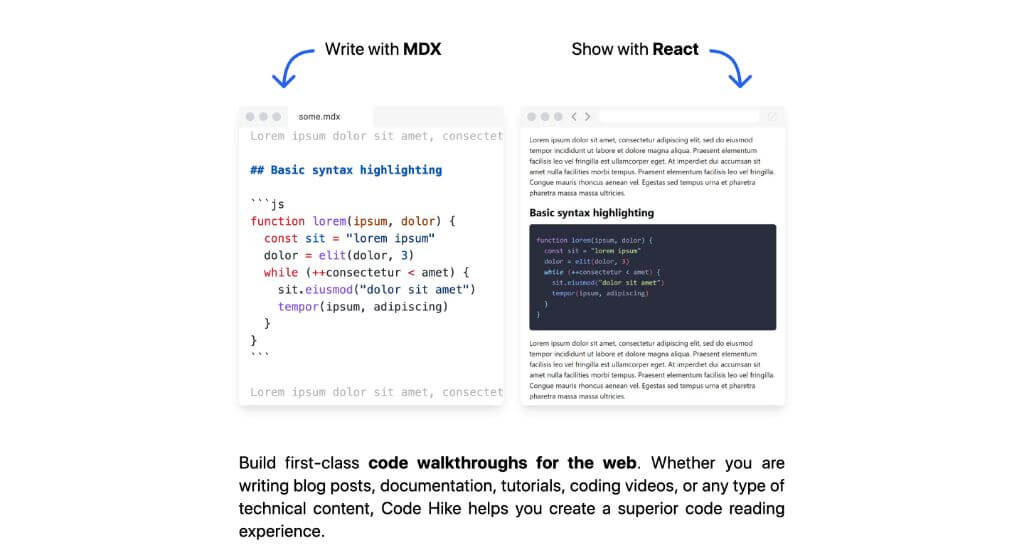 Write with MDX
Show with React
some.mdx
Lorem ipsum dolor sit amet, consectet
## Basic syntax highlighting
```js
function lorem(ipsum, dolor) {
  const sit = "lorem ipsum"
  dolor = elit(dolor, 3)
  while (++consectetur < amet) {
    sit.eiusmod("dolor sit amet")
    tempor(ipsum, adipiscing)
  }
}
```
Lorem ipsum dolor sit amet, consectet
Lorem ipsum dolor sit amet, consectetur adipiscing elit, sed do eiusmod
tempor incididunt ut labore et dolore magna aliqua. Praesent elementum
facilisis leo vel fringilla est ullamcorper eget. At imperdiet dui accumsan sit
amet nulla facilities morbi tempus. Praesent elementum facilisis leo vel fringilla.
Congue mauris rhoncus aenean vel. Egestas sed tempus urna et pharetra
pharetra massa massa ultricies.
Basic syntax highlighting
function lorem(ipsum, dolor) {
  const sit = "lorem ipsum"
  dolor = elit(dolor, 3)
  while (++consectetur < amet) {
    sit.eiusmod("dolor sit amet")
    tempor(ipsum, adipiscing)
  }
}
Lorem ipsum dolor sit amet, consectetur adipiscing elit, sed do eiusmod
tempor incididunt ut labore et dolore magna aliqua. Praesent elementum
facilisis leo vel fringilla est ullamcorper eget. At imperdiet dui accumsan sit
amet nulla facilities morbi tempus. Praesent elementum facilisis leo vel fringilla.
Congue mauris rhoncus aenean vel. Egestas sed tempus urna et pharetra
pharetra massa massa ultricies.
Build first-class code walkthroughs for the web. Whether you are
writing blog posts, documentation, tutorials, coding videos, or any type of
technical content, Code Hike helps you create a superior code reading
experience.